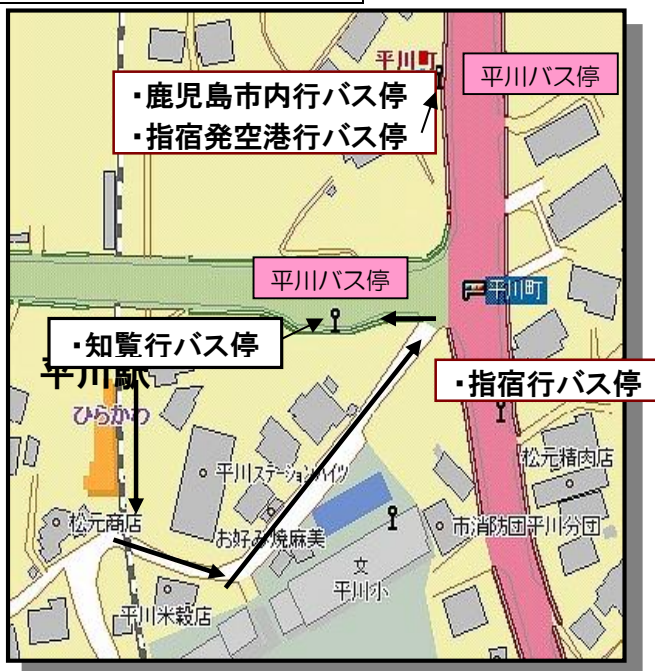 平川町
平川バス停
・鹿児島市内行バス停
・指宿発空港行バス停
平川バス停
平川町
・知覧行バス停
平川駅
ひらかわ
・指宿行バス停
平川ステーションハイツ
松元精肉店
松元商店
お好み焼麻美
市消防団平川分団
文
平川小
平川米穀店